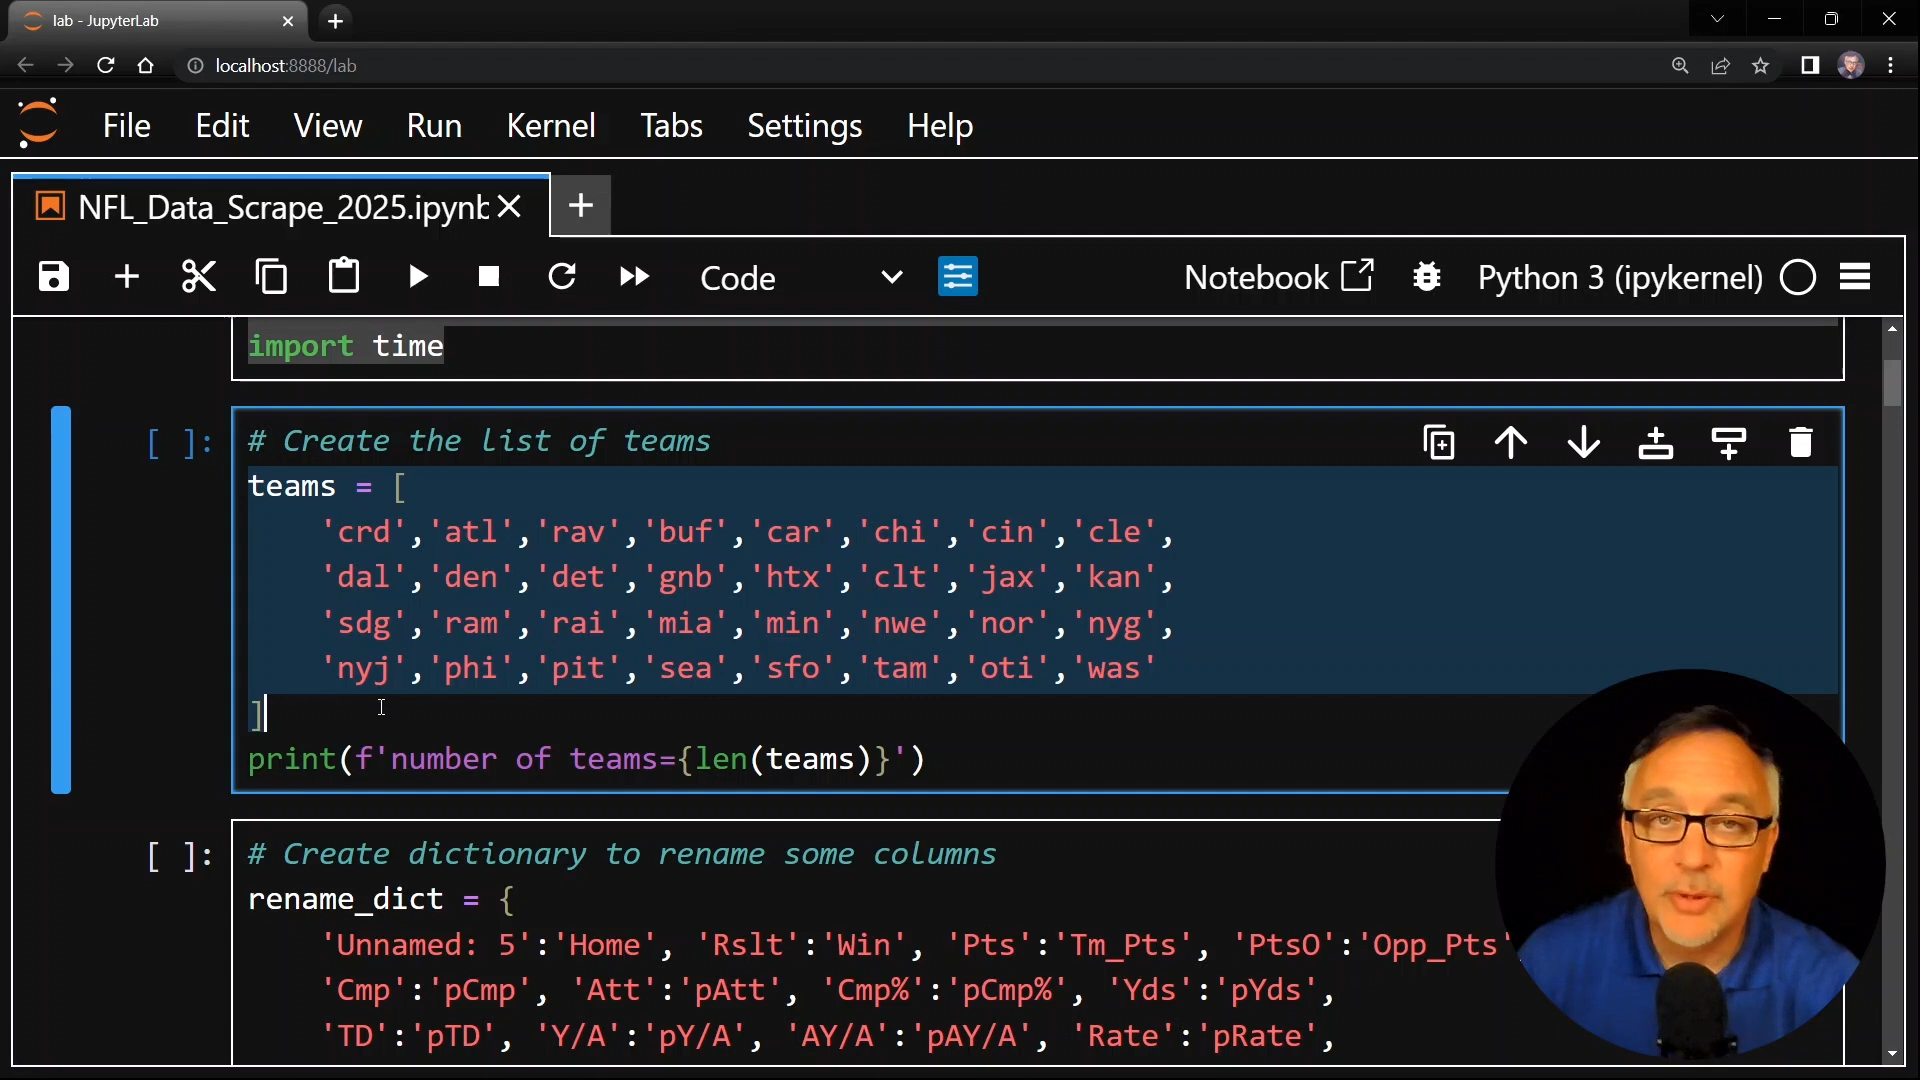 lab - JupyterLab
localhost:8888/lab
File Edit View Run Kernel Tabs Settings Help
NFL_Data_Scrape_2025.ipynb
Code Notebook Python 3 (ipykernel)
import time
[ ]: # Create the list of teams
teams = [
'crd','atl','rav','buf','car','chi','cin','cle',
'dal','den','det','gnb','htx','clt','jax','kan',
'sdg','ram','rai','mia','min','nwe','nor','nyg',
'nyj','phi','pit','sea','sfo','tam','oti','was'
]
print(f'number of teams={len(teams)}')
[ ]: # Create dictionary to rename some columns
rename_dict = {
'Unnamed: 5':'Home', 'Rslt':'Win', 'Pts':'Tm_Pts', 'PtsO':'Opp_Pts',
'Cmp':'pCmp', 'Att':'pAtt', 'Cmp%':'pCmp%', 'Yds':'pYds',
'TD':'pTD', 'Y/A':'pY/A', 'AY/A':'pAY/A', 'Rate':'pRate',